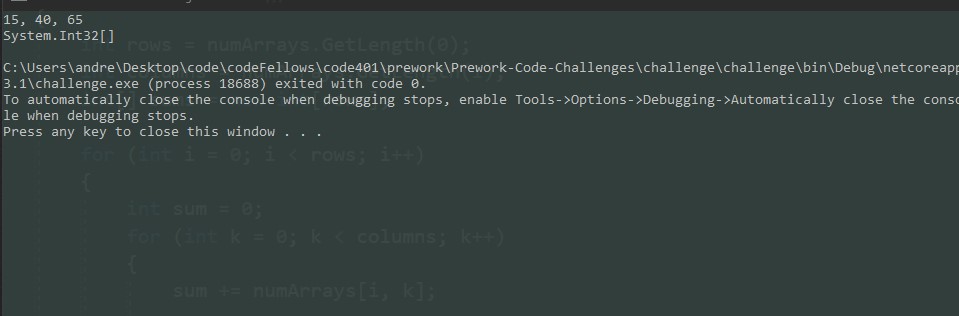 15, 40, 65
System.Int32[]
int rows = numArrays.GetLength(0);
C:\Users\andre\Desktop\code\codeFellows\code401\prework\Prework-Code-Challenges\challenge\challenge\bin\Debug\netcoreapp
3.1\challenge.exe (process 18688) exited with code 0.
To automatically close the console when debugging stops, enable Tools->Options->Debugging->Automatically close the conso
le when debugging stops.
Press any key to close this window . . .
for (int i = 0; i < rows; i++)
{
int sum = 0;
for (int k = 0; k < columns; k++)
{
sum += numArrays[i, k];